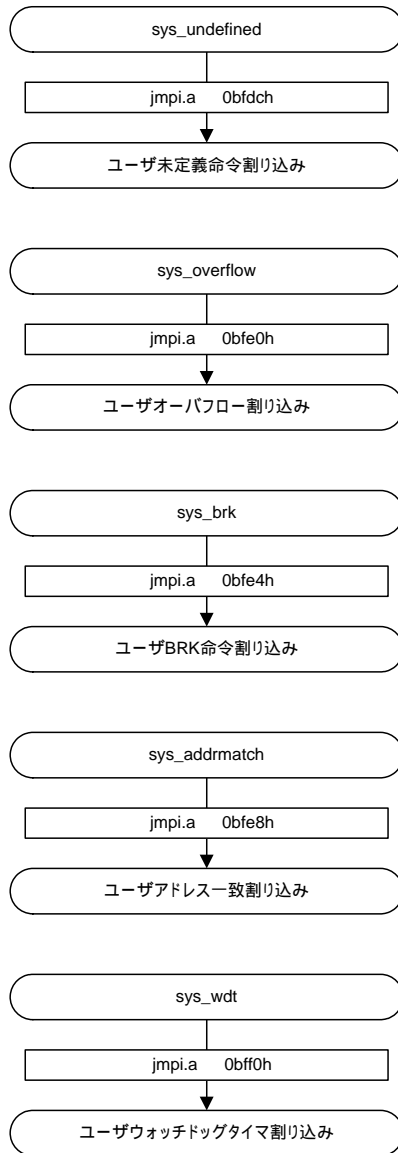 sys_undefined
jmpi.a 0bfdch
ユーザ未定義命令割り込み
sys_overflow
jmpi.a 0bfe0h
ユーザオーバフロー割り込み
sys_brk
jmpi.a 0bfe4h
ユーザBRK命令割り込み
sys_addrmatch
jmpi.a 0bfe8h
ユーザアドレス一致割り込み
sys_wdt
jmpi.a 0bff0h
ユーザウォッチドッグタイマ割り込み